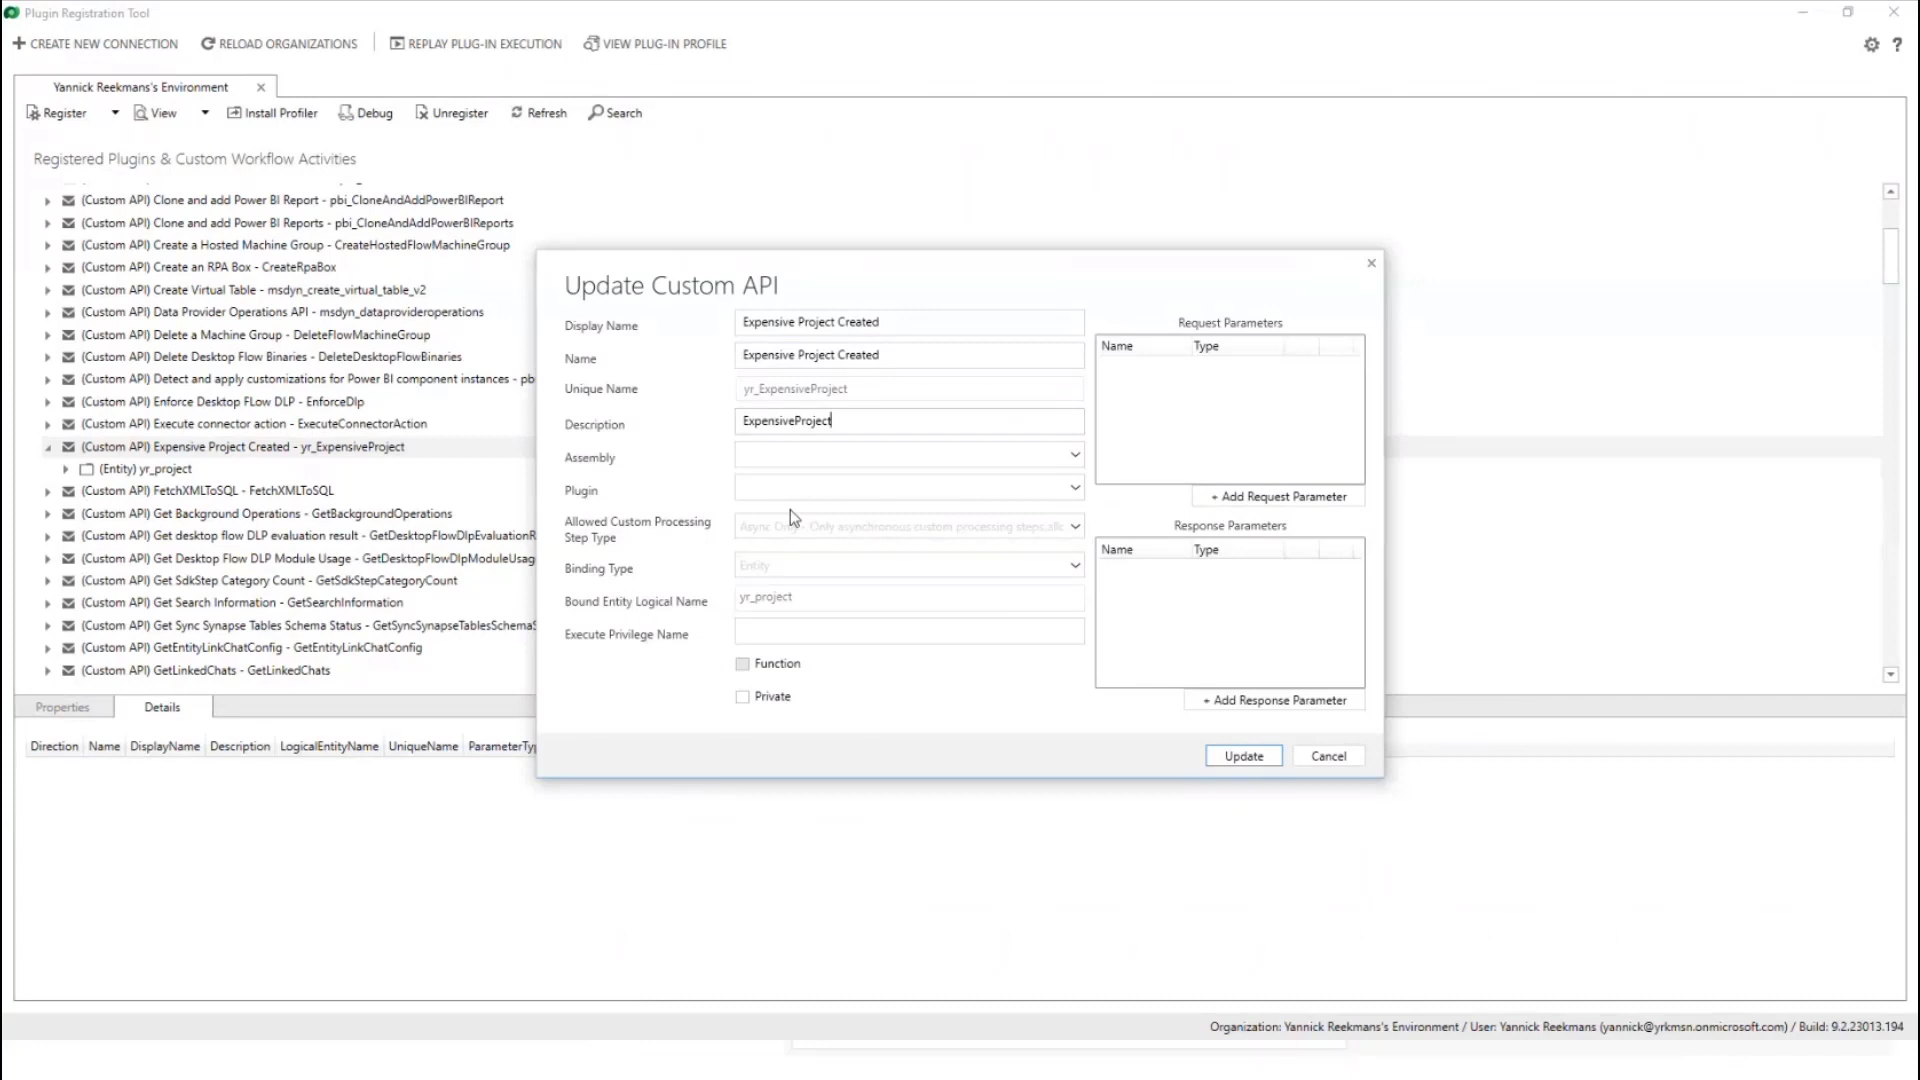 Plugin Registration Tool
CREATE NEW CONNECTION RELOAD ORGANIZATIONS REPLAY PLUG-IN EXECUTION VIEW PLUG-IN PROFILE
Yannick Reekmans's Environment
Register View Install Profiler Debug Unregister Refresh Search
Registered Plugins & Custom Workflow Activities
(Custom API) Clone and add Power BI Report - pbi_CloneAndAddPowerBIReport
(Custom API) Clone and add Power BI Reports - pbi_CloneAndAddPowerBIReports
(Custom API) Create a Hosted Machine Group - CreateHostedFlowMachineGroup
(Custom API) Create an RPA Box - CreateRpaBox
(Custom API) Create Virtual Table - msdyn_create_virtual_table_v2
(Custom API) Data Provider Operations API - msdyn_dataprovideroperations
(Custom API) Delete a Machine Group - DeleteFlowMachineGroup
(Custom API) Delete Desktop Flow Binaries - DeleteDesktopFlowBinaries
(Custom API) Detect and apply customizations for Power BI component instances - pb
(Custom API) Enforce Desktop FLow DLP - EnforceDlp
(Custom API) Execute connector action - ExecuteConnectorAction
(Custom API) Expensive Project Created - yr_ExpensiveProject
(Entity) yr_project
(Custom API) FetchXMLToSQL - FetchXMLToSQL
(Custom API) Get Background Operations - GetBackgroundOperations
(Custom API) Get desktop flow DLP evaluation result - GetDesktopFlowDlpEvaluationR
(Custom API) Get Desktop Flow DLP Module Usage - GetDesktopFlowDlpModuleUsag
(Custom API) Get SdkStep Category Count - GetSdkStepCategoryCount
(Custom API) Get Search Information - GetSearchInformation
(Custom API) Get Sync Synapse Tables Schema Status - GetSyncSynapseTablesSchemaS
(Custom API) GetEntityLinkChatConfig - GetEntityLinkChatConfig
(Custom API) GetLinkedChats - GetLinkedChats
Properties Details
Direction Name DisplayName Description LogicalEntityName UniqueName ParameterTyp
Update Custom API
Display Name Expensive Project Created
Name Expensive Project Created
Unique Name yr_ExpensiveProject
Description ExpensiveProject
Assembly
Plugin
Allowed Custom Processing
Step Type
Async Only - Only asynchronous custom processing steps allo
Binding Type Entity
Bound Entity Logical Name yr_project
Execute Privilege Name
Function
Private
Request Parameters
Name Type
+ Add Request Parameter
Response Parameters
Name Type
+ Add Response Parameter
Update Cancel
Organization: Yannick Reekmans's Environment / User: Yannick Reekmans (yannick@yrkmsn.onmicrosoft.com) / Build: 9.2.23013.194